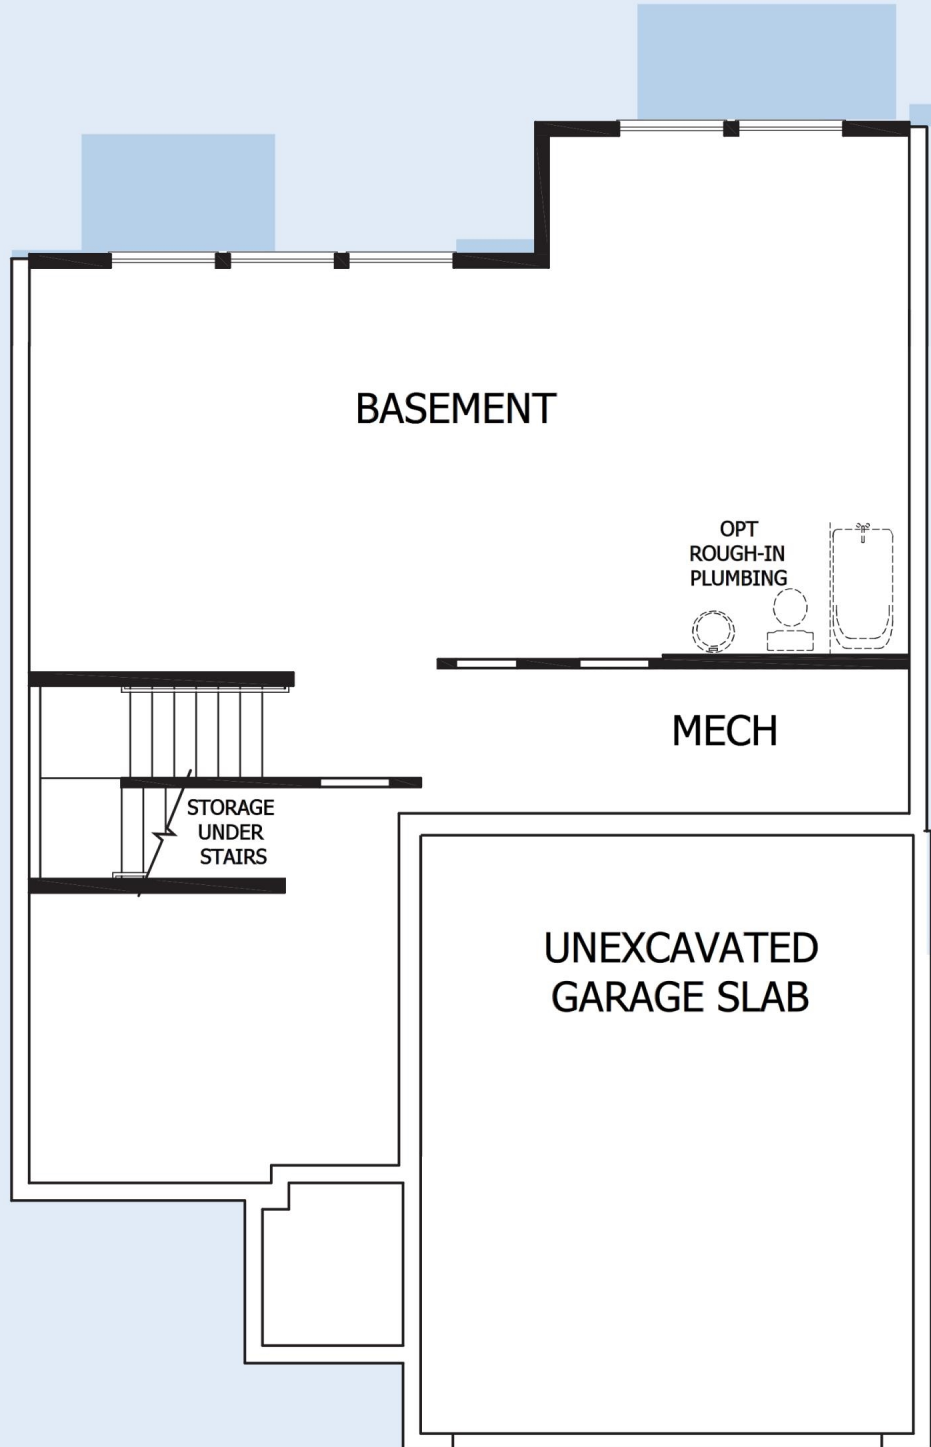 BASEMENT
OPT
ROUGH-IN
PLUMBING
MECH
STORAGE
UNDER
STAIRS
UNEXCAVATED
GARAGE SLAB